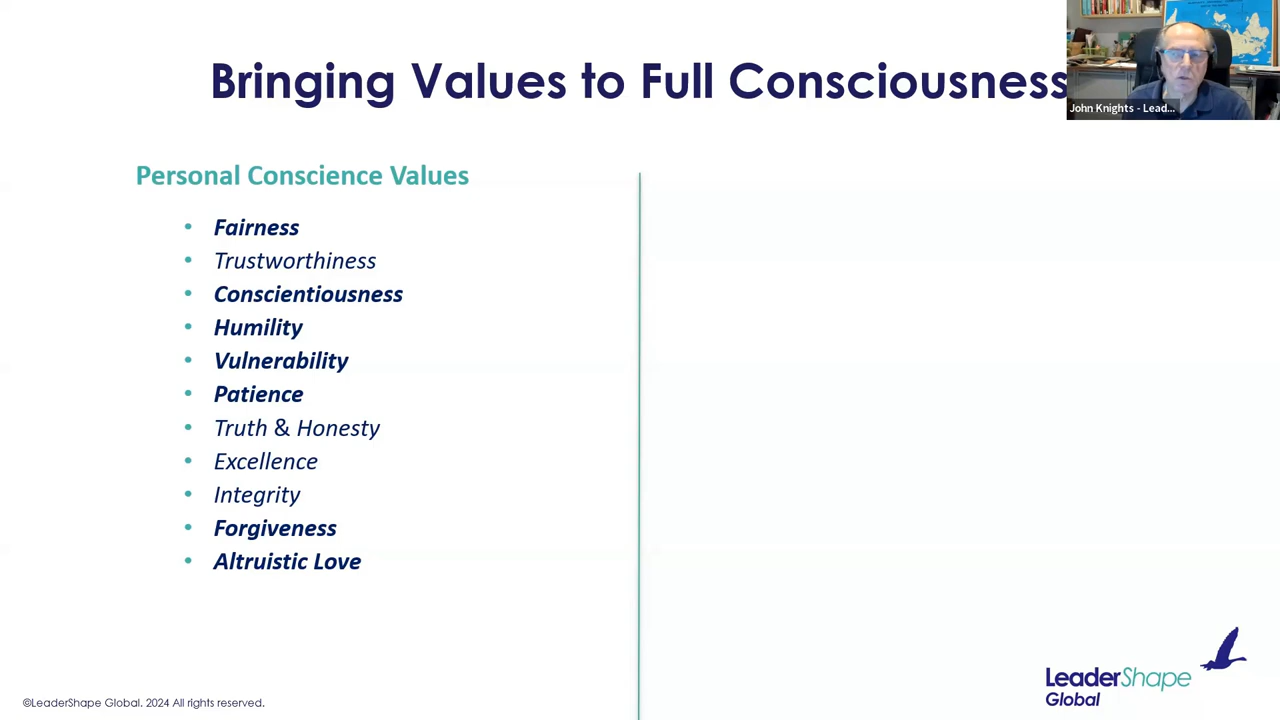 Bringing Values to Full Consciousness
John Knights - Lead...
Personal Conscience Values
• Fairness
• Trustworthiness
• Conscientiousness
• Humility
• Vulnerability
• Patience
• Truth & Honesty
• Excellence
• Integrity
• Forgiveness
• Altruistic Love
LeaderShape
Global
©LeaderShape Global. 2024 All rights reserved.